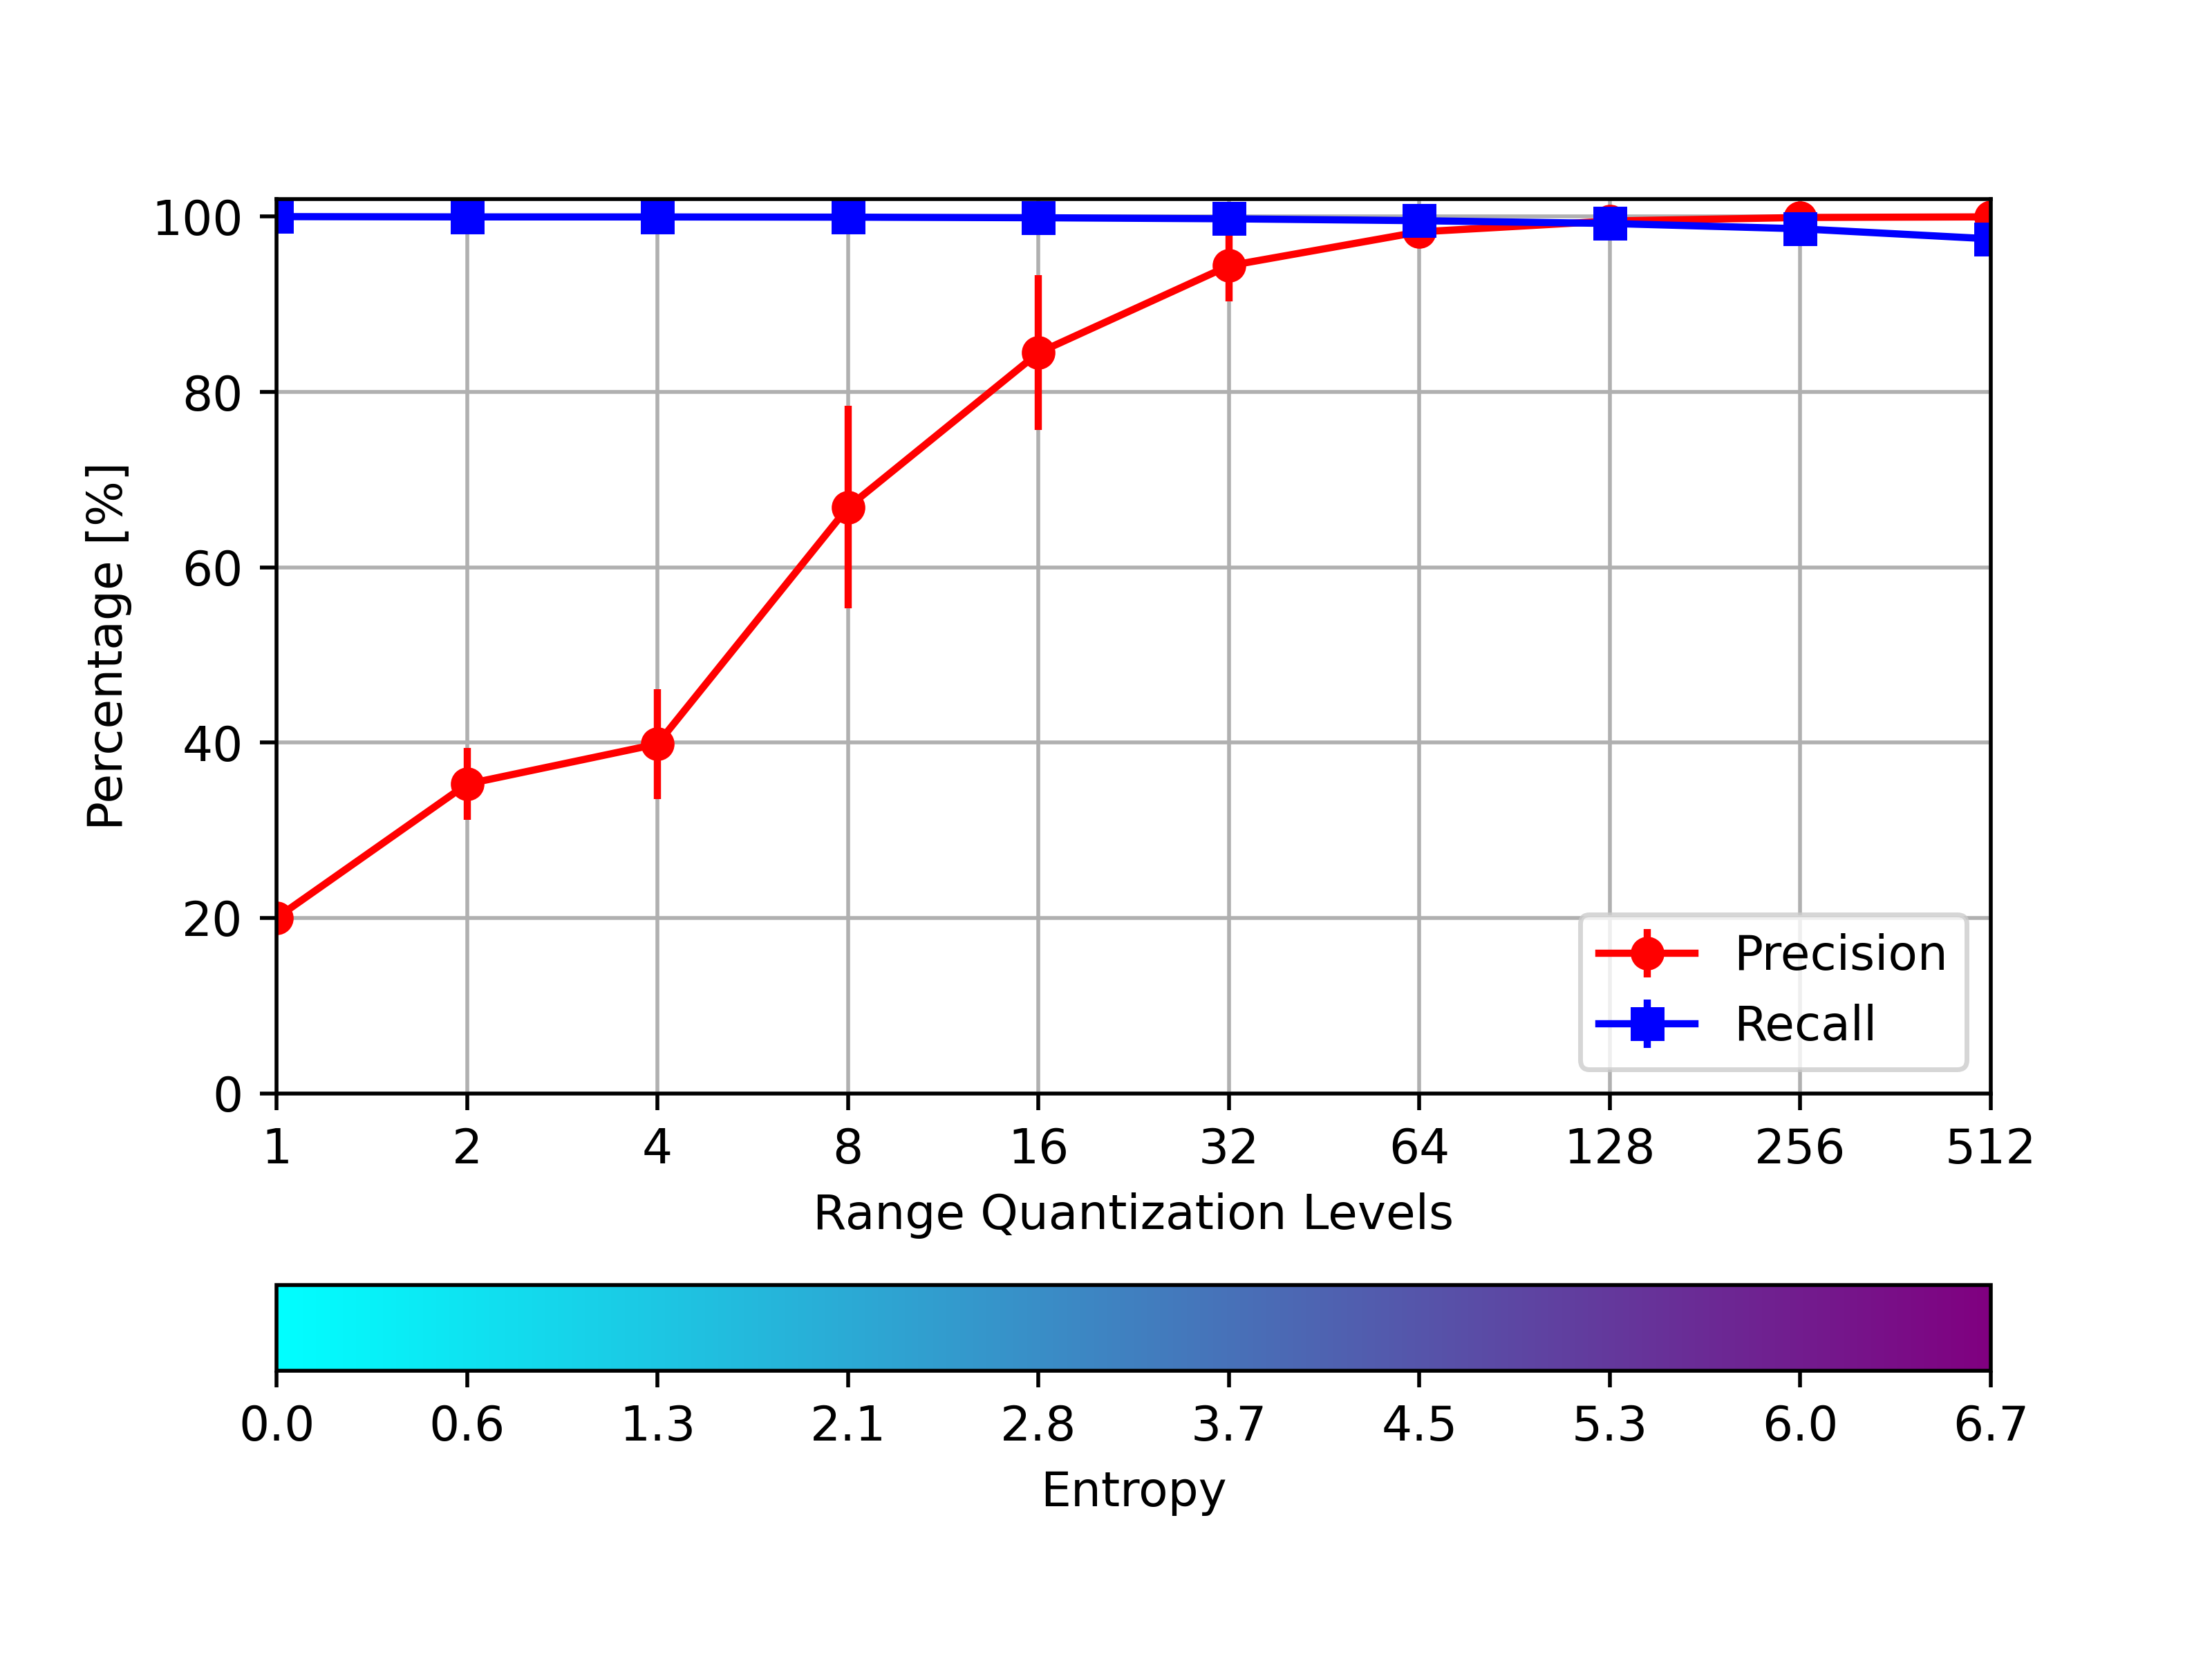 100
80
60
40
20
0
Percentage [%]
Precision
Recall
1 2 4 8 16 32 64 128 256 512
Range Quantization Levels
0.0 0.6 1.3 2.1 2.8 3.7 4.5 5.3 6.0 6.7
Entropy